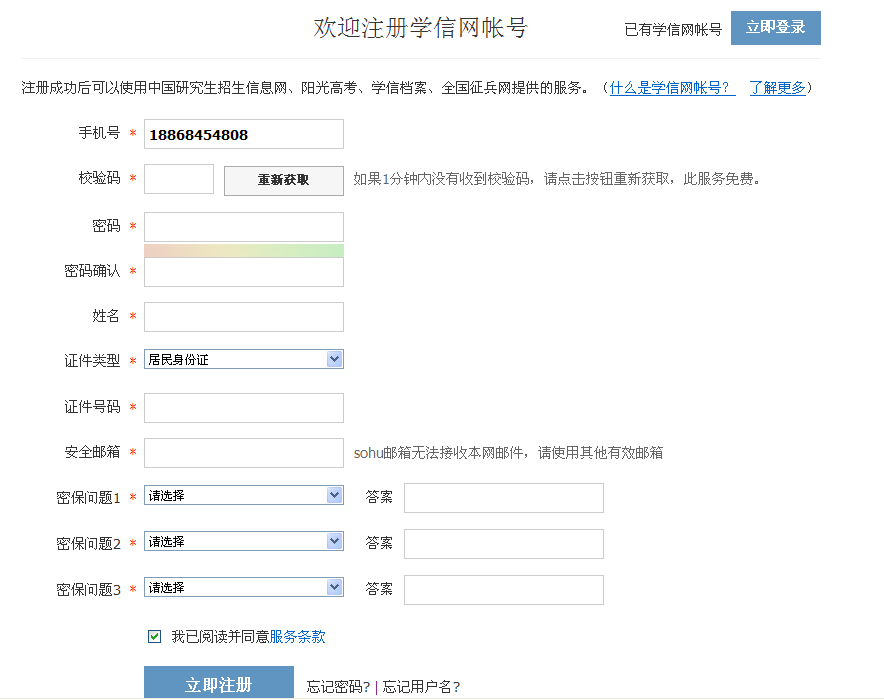 欢迎注册学信网帐号
已有学信网帐号 立即登录
注册成功后可以使用中国研究生招生信息网、阳光高考、学信档案、全国征兵网提供的服务。（什么是学信网帐号？ 了解更多）
手机号 * 18868454808
校验码 * 重新获取 如果1分钟内没有收到校验码，请点击按钮重新获取，此服务免费。
密码 *
密码确认 *
姓名 *
证件类型 * 居民身份证
证件号码 *
安全邮箱 * sohu邮箱无法接收本网邮件，请使用其他有效邮箱
密保问题1 * 请选择 答案
密保问题2 * 请选择 答案
密保问题3 * 请选择 答案
我已阅读并同意服务条款
立即注册 忘记密码? | 忘记用户名?